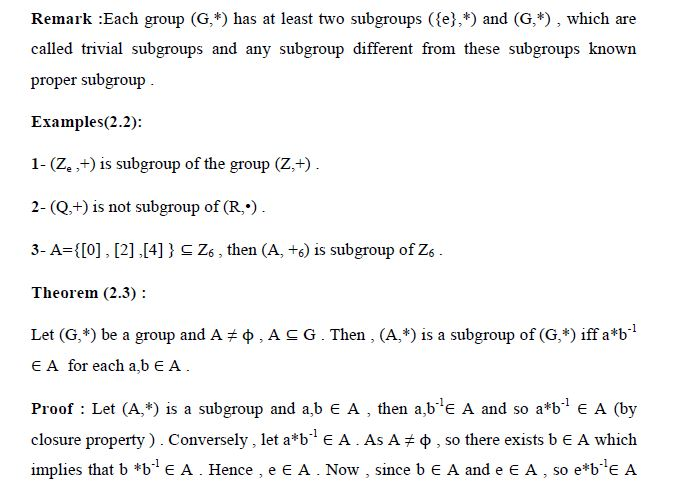 Remark :Each group (G,*) has at least two subgroups ({e},*) and (G,*) , which are
called trivial subgroups and any subgroup different from these subgroups known
proper subgroup .
Examples(2.2):
1- (Zₑ ,+) is subgroup of the group (Z,+) .
2- (Q,+) is not subgroup of (R,•) .
3- A={[0] , [2] ,[4] } ⊆ Z₆ , then (A, +₆) is subgroup of Z₆ .
Theorem (2.3) :
Let (G,*) be a group and A ≠ ф , A ⊆ G . Then , (A,*) is a subgroup of (G,*) iff a*b⁻¹
∈ A for each a,b ∈ A .
Proof : Let (A,*) is a subgroup and a,b ∈ A , then a,b⁻¹∈ A and so a*b⁻¹ ∈ A (by
closure property ) . Conversely , let a*b⁻¹ ∈ A . As A ≠ ф , so there exists b ∈ A which
implies that b *b⁻¹ ∈ A . Hence , e ∈ A . Now , since b ∈ A and e ∈ A , so e*b⁻¹∈ A